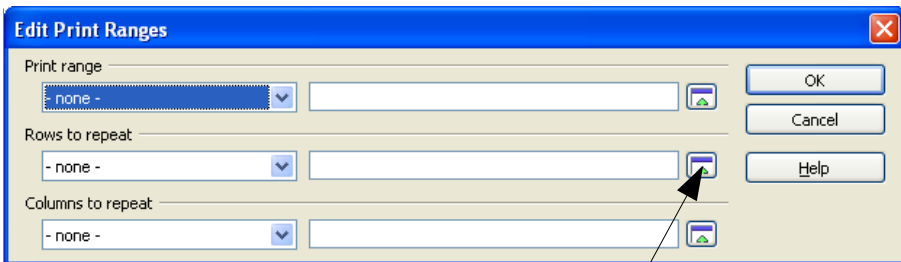 Edit Print Ranges
Print range
- none -
OK
Cancel
Rows to repeat
- none -
Help
Columns to repeat
- none -